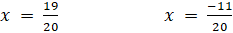 x = 19/20 x = -11/20